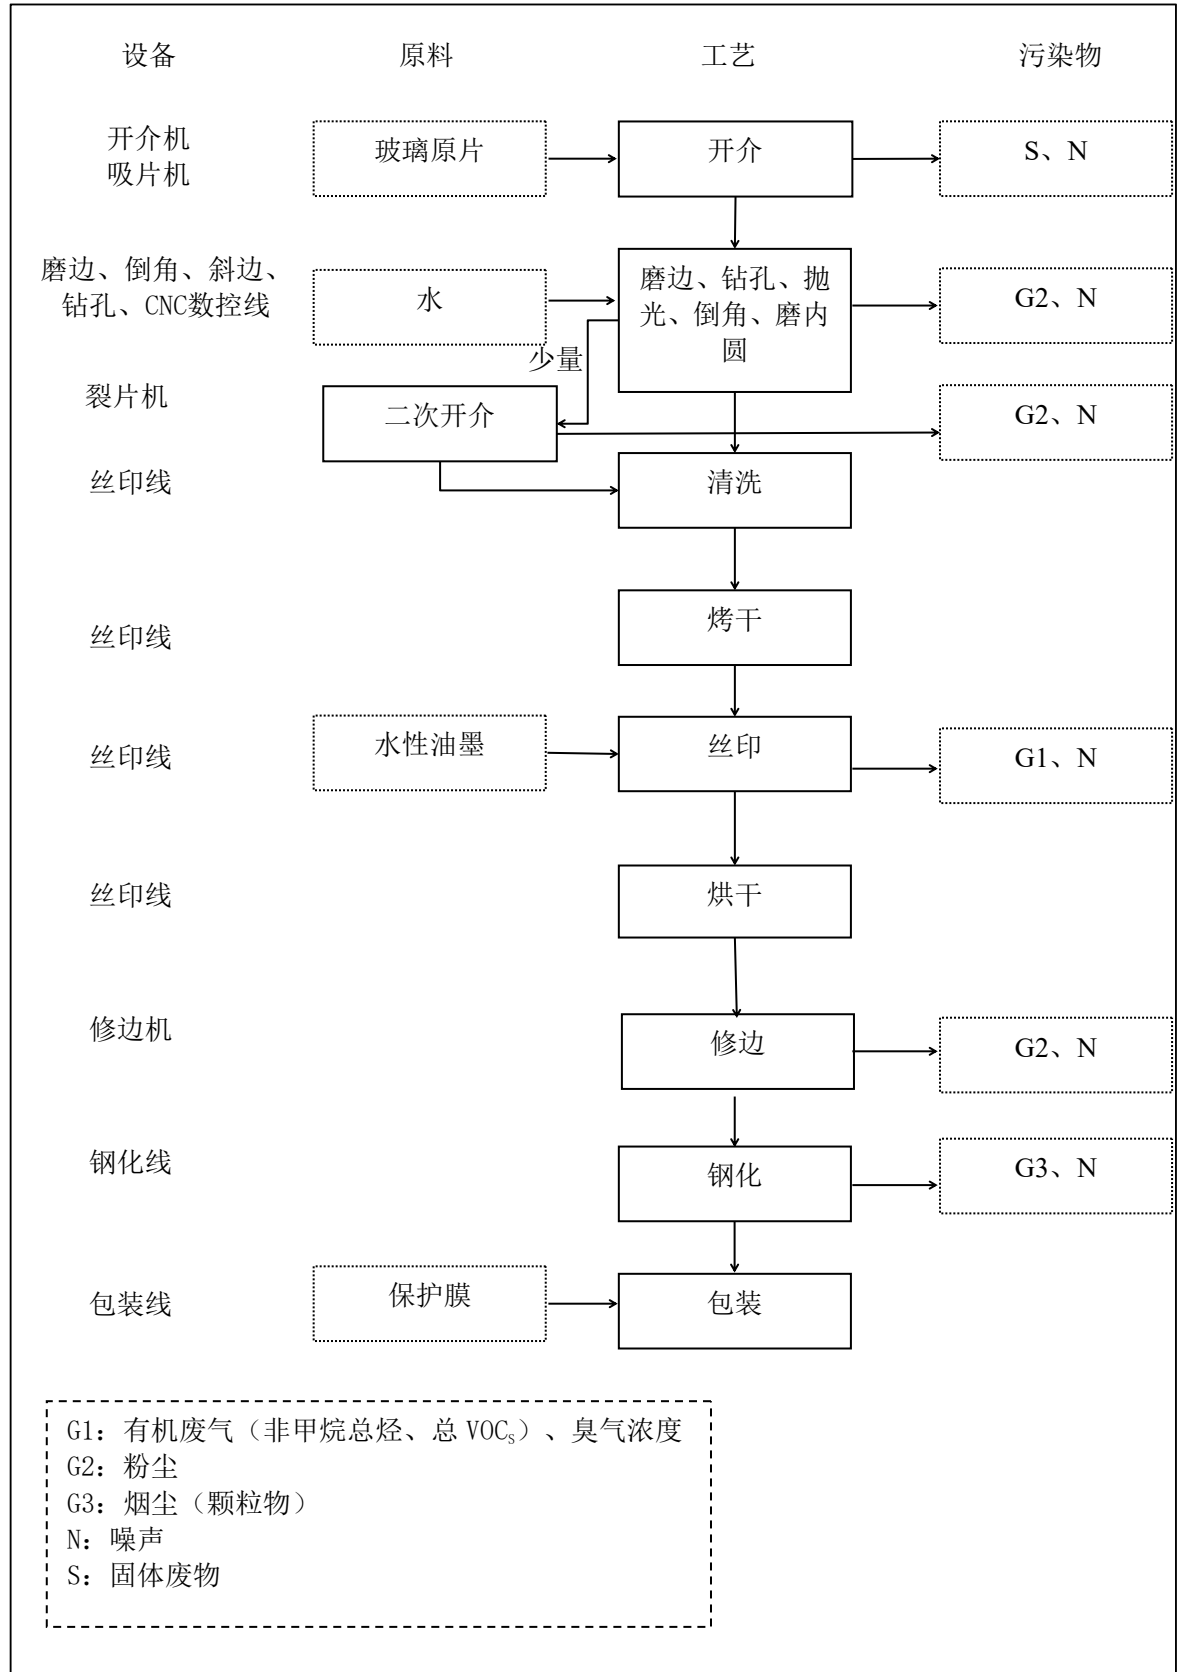 设备 原料 工艺 污染物
开介机
吸片机
玻璃原片
开介
S、N
磨边、倒角、斜边、
钻孔、CNC数控线
水
磨边、钻孔、抛
光、倒角、磨内
圆
G2、N
少量
裂片机
二次开介
G2、N
丝印线
清洗
丝印线
烤干
丝印线
水性油墨
丝印
G1、N
丝印线
烘干
修边机
修边
G2、N
钢化线
钢化
G3、N
包装线
保护膜
包装
G1：有机废气（非甲烷总烃、总 VOCs）、臭气浓度
G2：粉尘
G3：烟尘（颗粒物）
N：噪声
S：固体废物